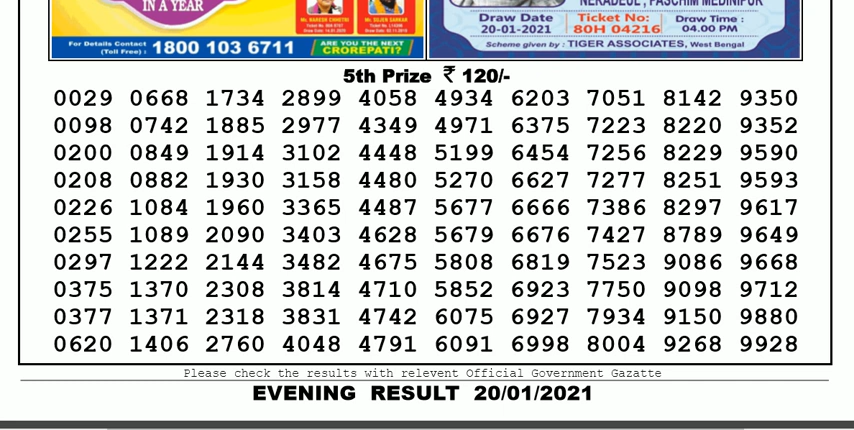 IN A YEAR
For Details Contact
(Toll Free) : 1800 103 6711
ARE YOU THE NEXT
CROREPATI?
NERADEUL, PASCHIM MEDINIPUR
Draw Date
20-01-2021
Ticket No:
80H 04216
Draw Time :
04.00 PM
Scheme given by : TIGER ASSOCIATES, West Bengal
5th Prize ₹ 120/-
0029 0668 1734 2899 4058 4934 6203 7051 8142 9350
0098 0742 1885 2977 4349 4971 6375 7223 8220 9352
0200 0849 1914 3102 4448 5199 6454 7256 8229 9590
0208 0882 1930 3158 4480 5270 6627 7277 8251 9593
0226 1084 1960 3365 4487 5677 6666 7386 8297 9617
0255 1089 2090 3403 4628 5679 6676 7427 8789 9649
0297 1222 2144 3482 4675 5808 6819 7523 9086 9668
0375 1370 2308 3814 4710 5852 6923 7750 9098 9712
0377 1371 2318 3831 4742 6075 6927 7934 9150 9880
0620 1406 2760 4048 4791 6091 6998 8004 9268 9928
Please check the results with relevent Official Government Gazatte
EVENING RESULT 20/01/2021